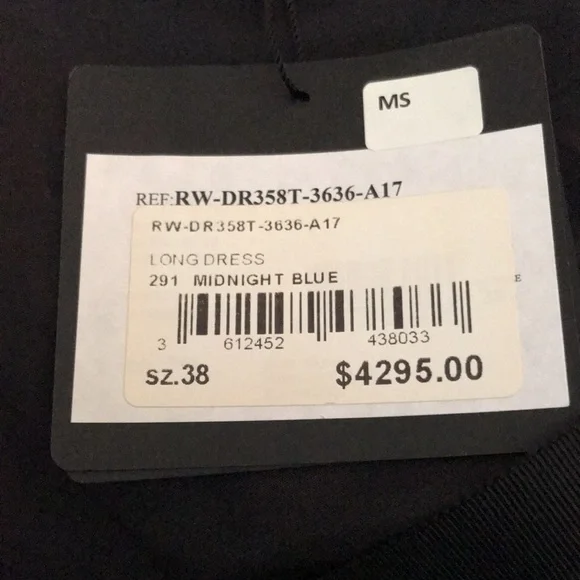 MS
REF:RW-DR358T-3636-A17
RW-DR358T-3636-A17
LONG DRESS
291 MIDNIGHT BLUE
E
3 612452 438033
SZ.38 $4295.00